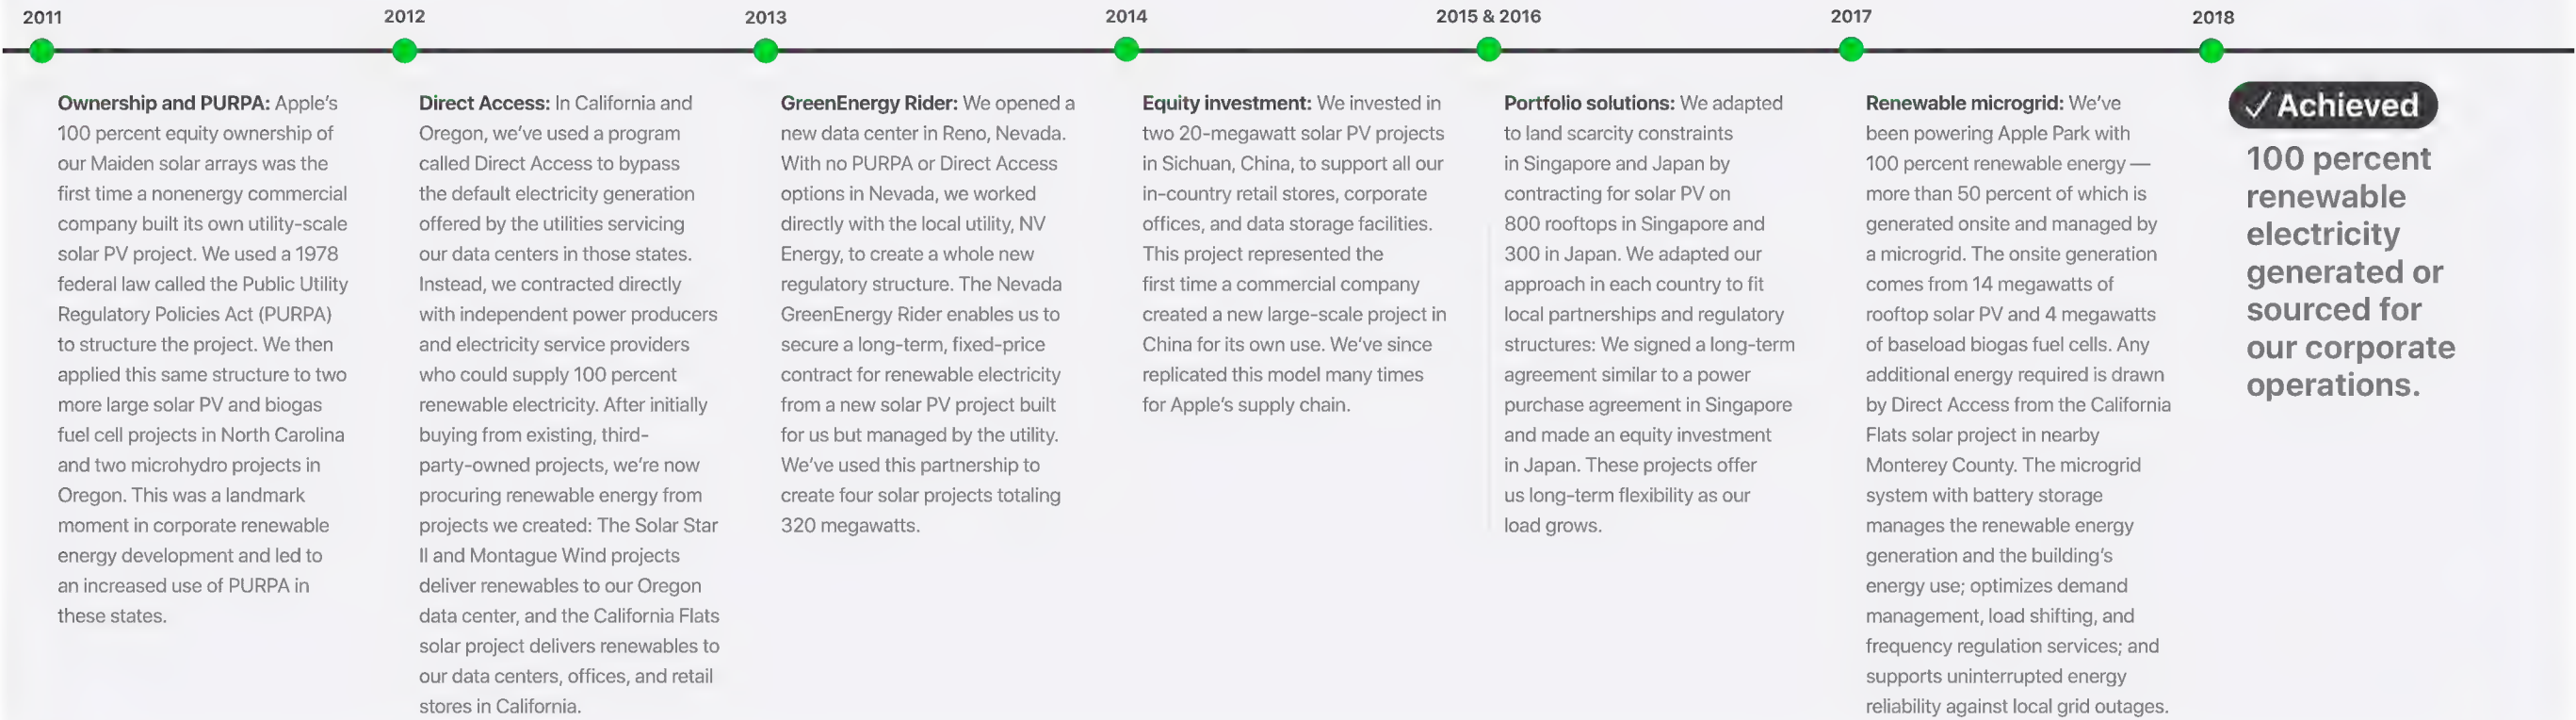 2011
Ownership and PURPA: Apple’s
100 percent equity ownership of
our Maiden solar arrays was the
first time a nonenergy commercial
company built its own utility-scale
solar PV project. We used a 1978
federal law called the Public Utility
Regulatory Policies Act (PURPA)
to structure the project. We then
applied this same structure to two
more large solar PV and biogas
fuel cell projects in North Carolina
and two microhydro projects in
Oregon. This was a landmark
moment in corporate renewable
energy development and led to
an increased use of PURPA in
these states.
2012
Direct Access: In California and
Oregon, we’ve used a program
called Direct Access to bypass
the default electricity generation
offered by the utilities servicing
our data centers in those states.
Instead, we contracted directly
with independent power producers
and electricity service providers
who could supply 100 percent
renewable electricity. After initially
buying from existing, third-
party-owned projects, we’re now
procuring renewable energy from
projects we created: The Solar Star
II and Montague Wind projects
deliver renewables to our Oregon
data center, and the California Flats
solar project delivers renewables to
our data centers, offices, and retail
stores in California.
2013
GreenEnergy Rider: We opened a
new data center in Reno, Nevada.
With no PURPA or Direct Access
options in Nevada, we worked
directly with the local utility, NV
Energy, to create a whole new
regulatory structure. The Nevada
GreenEnergy Rider enables us to
secure a long-term, fixed-price
contract for renewable electricity
from a new solar PV project built
for us but managed by the utility.
We’ve used this partnership to
create four solar projects totaling
320 megawatts.
2014
Equity investment: We invested in
two 20-megawatt solar PV projects
in Sichuan, China, to support all our
in-country retail stores, corporate
offices, and data storage facilities.
This project represented the
first time a commercial company
created a new large-scale project in
China for its own use. We’ve since
replicated this model many times
for Apple’s supply chain.
2015 & 2016
Portfolio solutions: We adapted
to land scarcity constraints
in Singapore and Japan by
contracting for solar PV on
800 rooftops in Singapore and
300 in Japan. We adapted our
approach in each country to fit
local partnerships and regulatory
structures: We signed a long-term
agreement similar to a power
purchase agreement in Singapore
and made an equity investment
in Japan. These projects offer
us long-term flexibility as our
load grows.
2017
Renewable microgrid: We’ve
been powering Apple Park with
100 percent renewable energy —
more than 50 percent of which is
generated onsite and managed by
a microgrid. The onsite generation
comes from 14 megawatts of
rooftop solar PV and 4 megawatts
of baseload biogas fuel cells. Any
additional energy required is drawn
by Direct Access from the California
Flats solar project in nearby
Monterey County. The microgrid
system with battery storage
manages the renewable energy
generation and the building’s
energy use; optimizes demand
management, load shifting, and
frequency regulation services; and
supports uninterrupted energy
reliability against local grid outages.
2018
✓ Achieved
100 percent
renewable
electricity
generated or
sourced for
our corporate
operations.